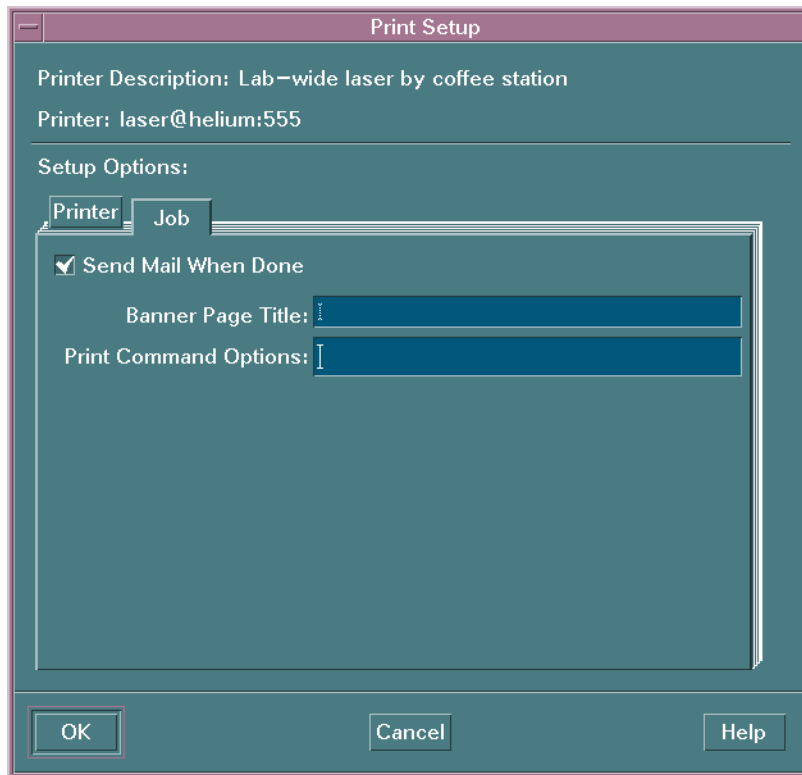 Print Setup
Printer Description: Lab-wide laser by coffee station
Printer: laser@helium:555
Setup Options:
Printer Job
Send Mail When Done
Banner Page Title:
Print Command Options:
OK Cancel Help